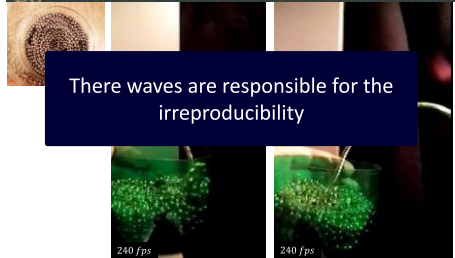 There waves are responsible for the
irreproducibility
240 fps
240 fps